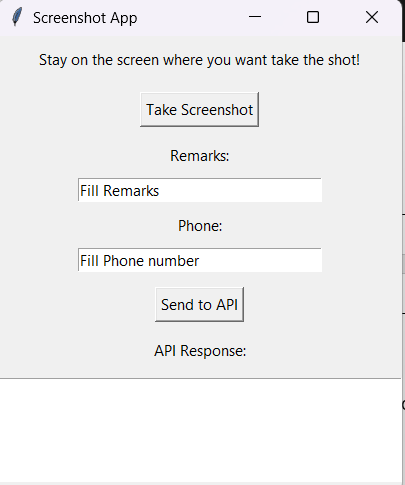 Screenshot App
Stay on the screen where you want take the shot!
Take Screenshot
Remarks:
Fill Remarks
Phone:
Fill Phone number
Send to API
API Response: